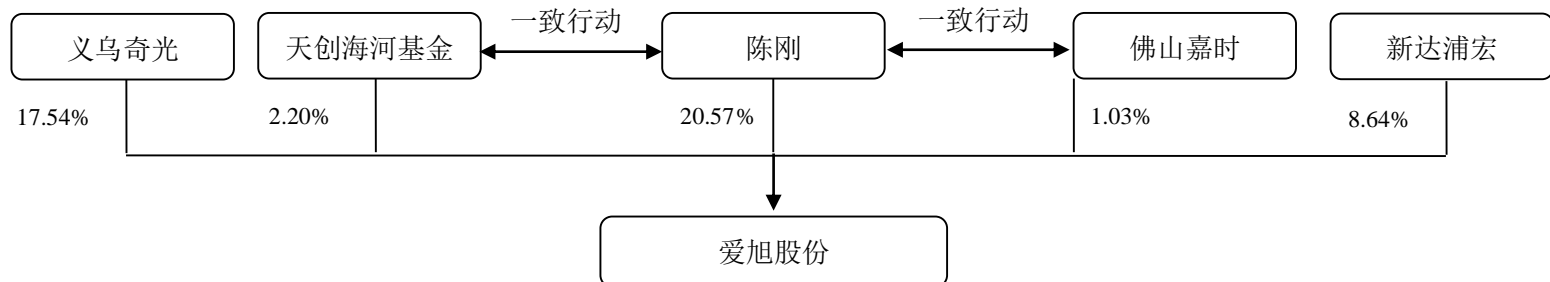 一致行动
一致行动
义乌奇光
天创海河基金
陈刚
佛山嘉时
新达浦宏
17.54%
2.20%
20.57%
1.03%
8.64%
爱旭股份